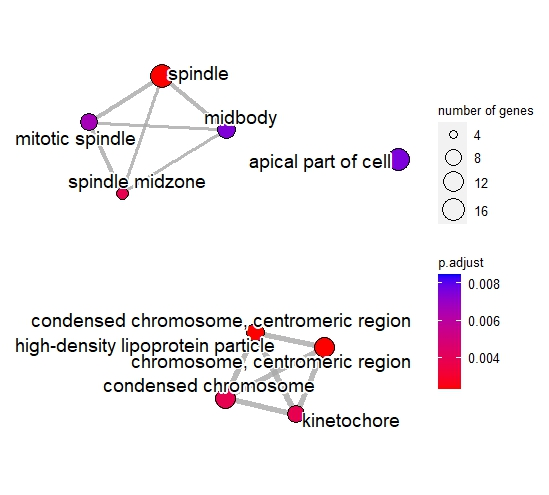 spindle
midbody
mitotic spindle
apical part of cell
spindle midzone
condensed chromosome, centromeric region
high-density lipoprotein particle
chromosome, centromeric region
condensed chromosome
kinetochore
number of genes
4
8
12
16
p.adjust
0.008
0.006
0.004